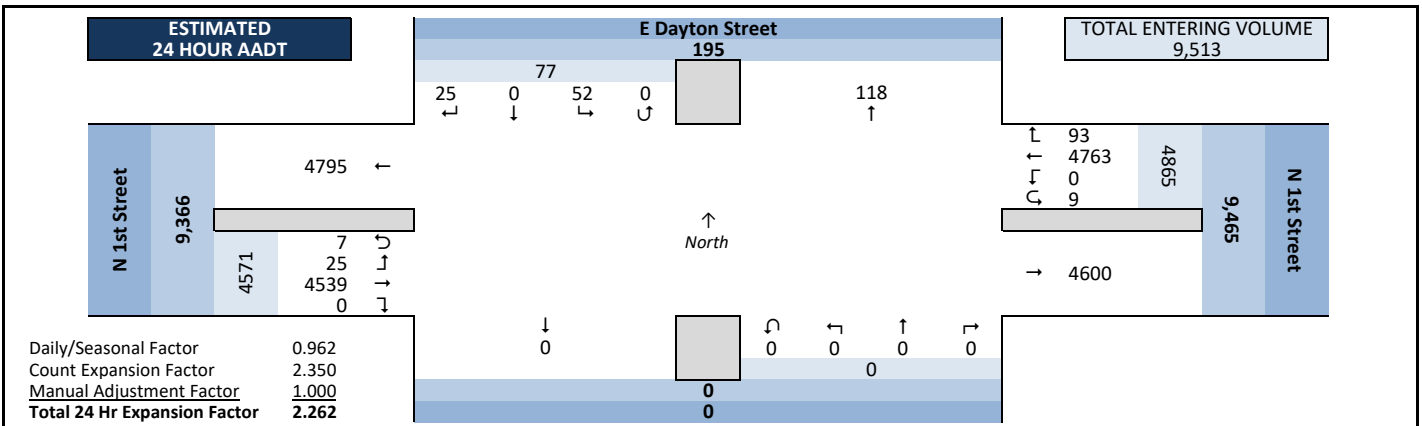 ESTIMATED
24 HOUR AADT
E Dayton Street
195
TOTAL ENTERING VOLUME
9,513
77
25 0 52 0
↵ ↓ ↳ ↺
118
↑
N 1st Street
9,366
4795 ←
4571
7 ⮌
25 ↰
4539 →
0 ↴
↑
North
↱ 93
← 4763
↲ 0
⮎ 9
4865
9,465
N 1st Street
→ 4600
↓
0
↶ ↰ ↑ ↱
0 0 0 0
0
0
0
Daily/Seasonal Factor 0.962
Count Expansion Factor 2.350
Manual Adjustment Factor 1.000
Total 24 Hr Expansion Factor 2.262